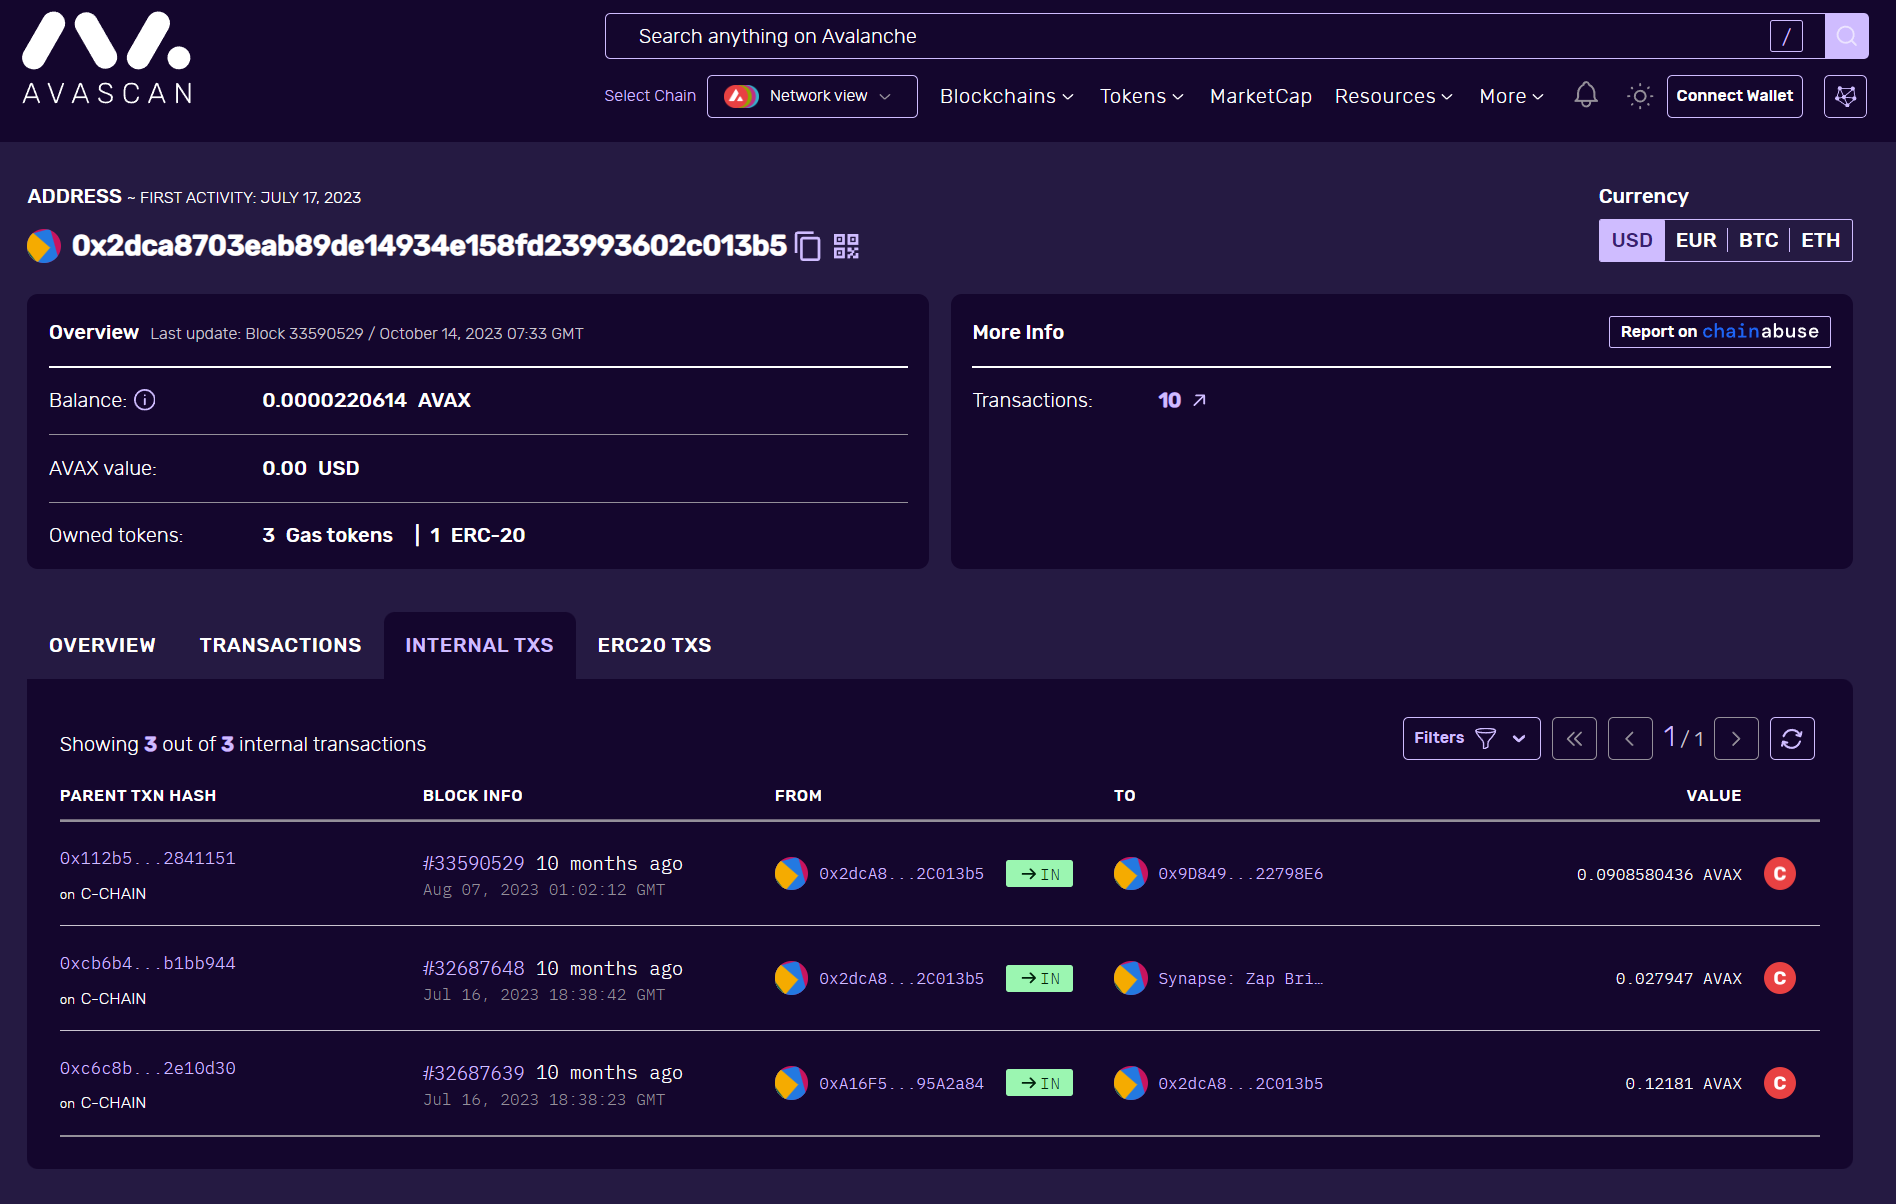 AVASCAN
Search anything on Avalanche /
Select Chain Network view Blockchains Tokens MarketCap Resources More Connect Wallet
ADDRESS ~ FIRST ACTIVITY: JULY 17, 2023
0x2dca8703eab89de14934e158fd23993602c013b5
Currency
USD EUR BTC ETH
Overview Last update: Block 33590529 / October 14, 2023 07:33 GMT
Balance: 0.0000220614 AVAX
AVAX value: 0.00 USD
Owned tokens: 3 Gas tokens | 1 ERC-20
More Info Report on chainabuse
Transactions: 10
OVERVIEW TRANSACTIONS INTERNAL TXS ERC20 TXS
Showing 3 out of 3 internal transactions Filters 1 / 1
PARENT TXN HASH BLOCK INFO FROM TO VALUE
0x112b5...2841151 #33590529 10 months ago 0x2dcA8...2C013b5 IN 0x9D849...22798E6 0.0908580436 AVAX C
on C-CHAIN Aug 07, 2023 01:02:12 GMT
0xcb6b4...b1bb944 #32687648 10 months ago 0x2dcA8...2C013b5 IN Synapse: Zap Bri… 0.027947 AVAX C
on C-CHAIN Jul 16, 2023 18:38:42 GMT
0xc6c8b...2e10d30 #32687639 10 months ago 0xA16F5...95A2a84 IN 0x2dcA8...2C013b5 0.12181 AVAX C
on C-CHAIN Jul 16, 2023 18:38:23 GMT